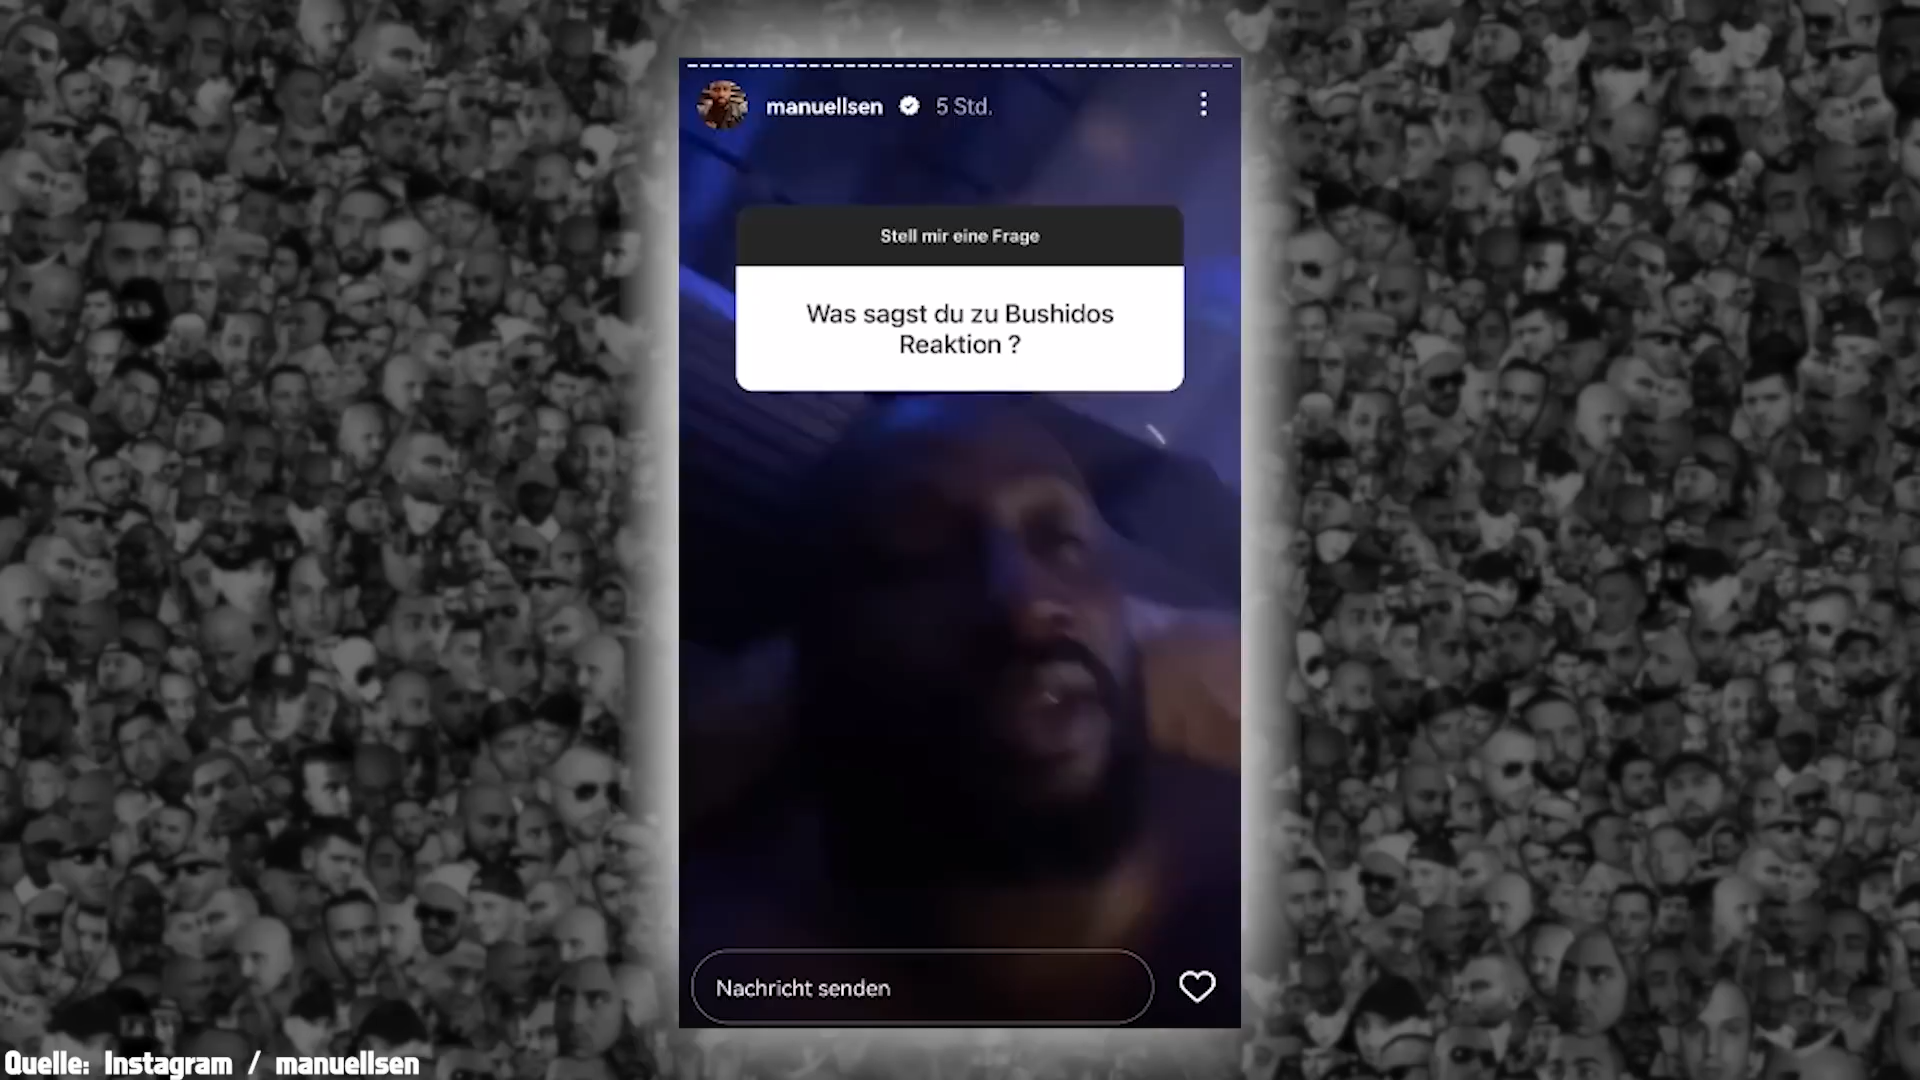 manuellsen 5 Std.
Stell mir eine Frage
Was sagst du zu Bushidos
Reaktion ?
Nachricht senden
Quelle: Instagram / manuellsen